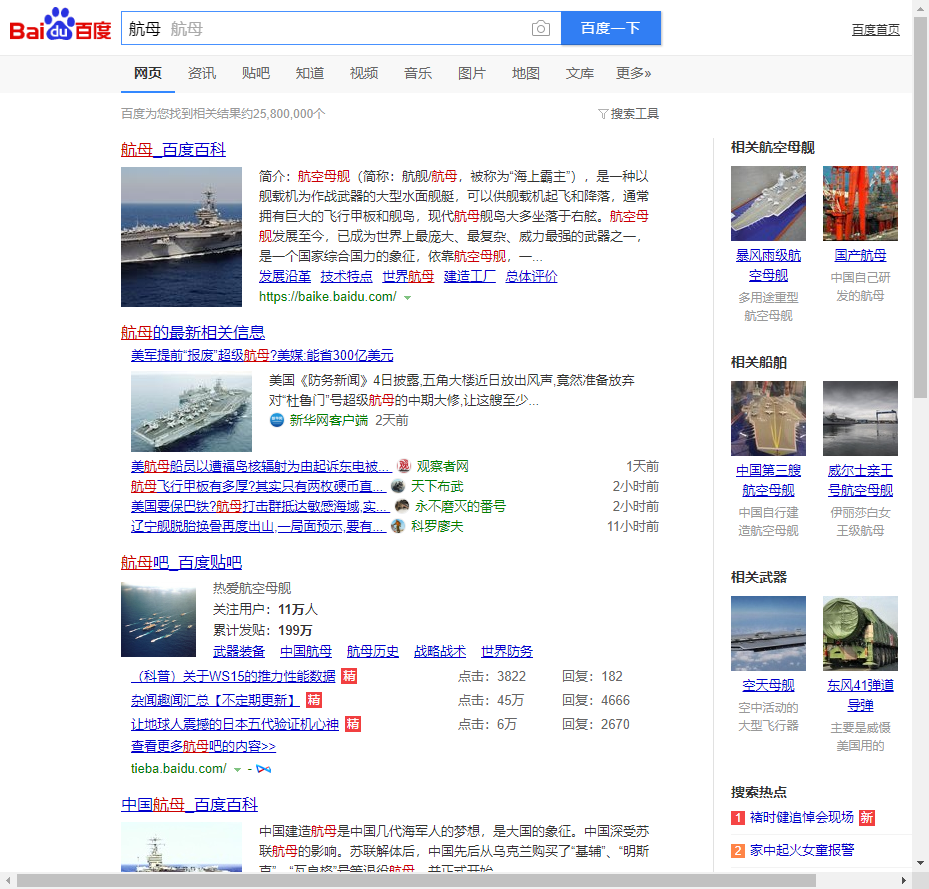 Bai du 百度
航母 航母
百度一下
百度首页
网页 资讯 贴吧 知道 视频 音乐 图片 地图 文库 更多»
百度为您找到相关结果约25,800,000个
搜索工具
航母_百度百科
简介：航空母舰（简称：航舰/航母，被称为“海上霸主”），是一种以
舰载机为作战武器的大型水面舰艇，可以供舰载机起飞和降落，通常
拥有巨大的飞行甲板和舰岛，现代航母舰岛大多坐落于右舷。航空母
舰发展至今，已成为世界上最庞大、最复杂、威力最强的武器之一，
是一个国家综合国力的象征，依靠航空母舰，一...
发展沿革 技术特点 世界航母 建造工厂 总体评价
https://baike.baidu.com/
航母的最新相关信息
美军提前“报废”超级航母?美媒:能省300亿美元
美国《防务新闻》4日披露,五角大楼近日放出风声,竟然准备放弃
对“杜鲁门”号超级航母的中期大修,让这艘至少...
新华网客户端 2天前
美航母船员以遭福岛核辐射为由起诉东电被... 观察者网 1天前
航母飞行甲板有多厚?其实只有两枚硬币直... 天下布武 2小时前
美国要保巴铁?航母打击群抵达敏感海域,实... 永不磨灭の番号 2小时前
辽宁舰脱胎换骨再度出山,一局面预示,要有... 科罗廖夫 11小时前
航母吧_百度贴吧
热爱航空母舰
关注用户：11万人
累计发贴：199万
武器装备 中国航母 航母历史 战略战术 世界防务
（科普）关于WS15的推力性能数据 精 点击：3822 回复：182
杂闻趣闻汇总【不定期更新】 精 点击：45万 回复：4666
让地球人震撼的日本五代验证机心神 精 点击：6万 回复：2670
查看更多航母吧的内容>>
tieba.baidu.com/ -
中国航母_百度百科
中国建造航母是中国几代海军人的梦想，是大国的象征。中国深受苏
联航母的影响。苏联解体后，中国先后从乌克兰购买了“基辅”、“明斯
克”、“瓦良格”号等退役航母，并正式开始
相关航空母舰
暴风雨级航
空母舰
多用途重型
航空母舰
国产航母
中国自己研
发的航母
相关船舶
中国第三艘
航空母舰
中国自行建
造航空母舰
威尔士亲王
号航空母舰
伊丽莎白女
王级航母
相关武器
空天母舰
空中活动的
大型飞行器
东风41弹道
导弹
主要是威慑
美国用的
搜索热点
1 褚时健追悼会现场 新
2 家中起火女童报警